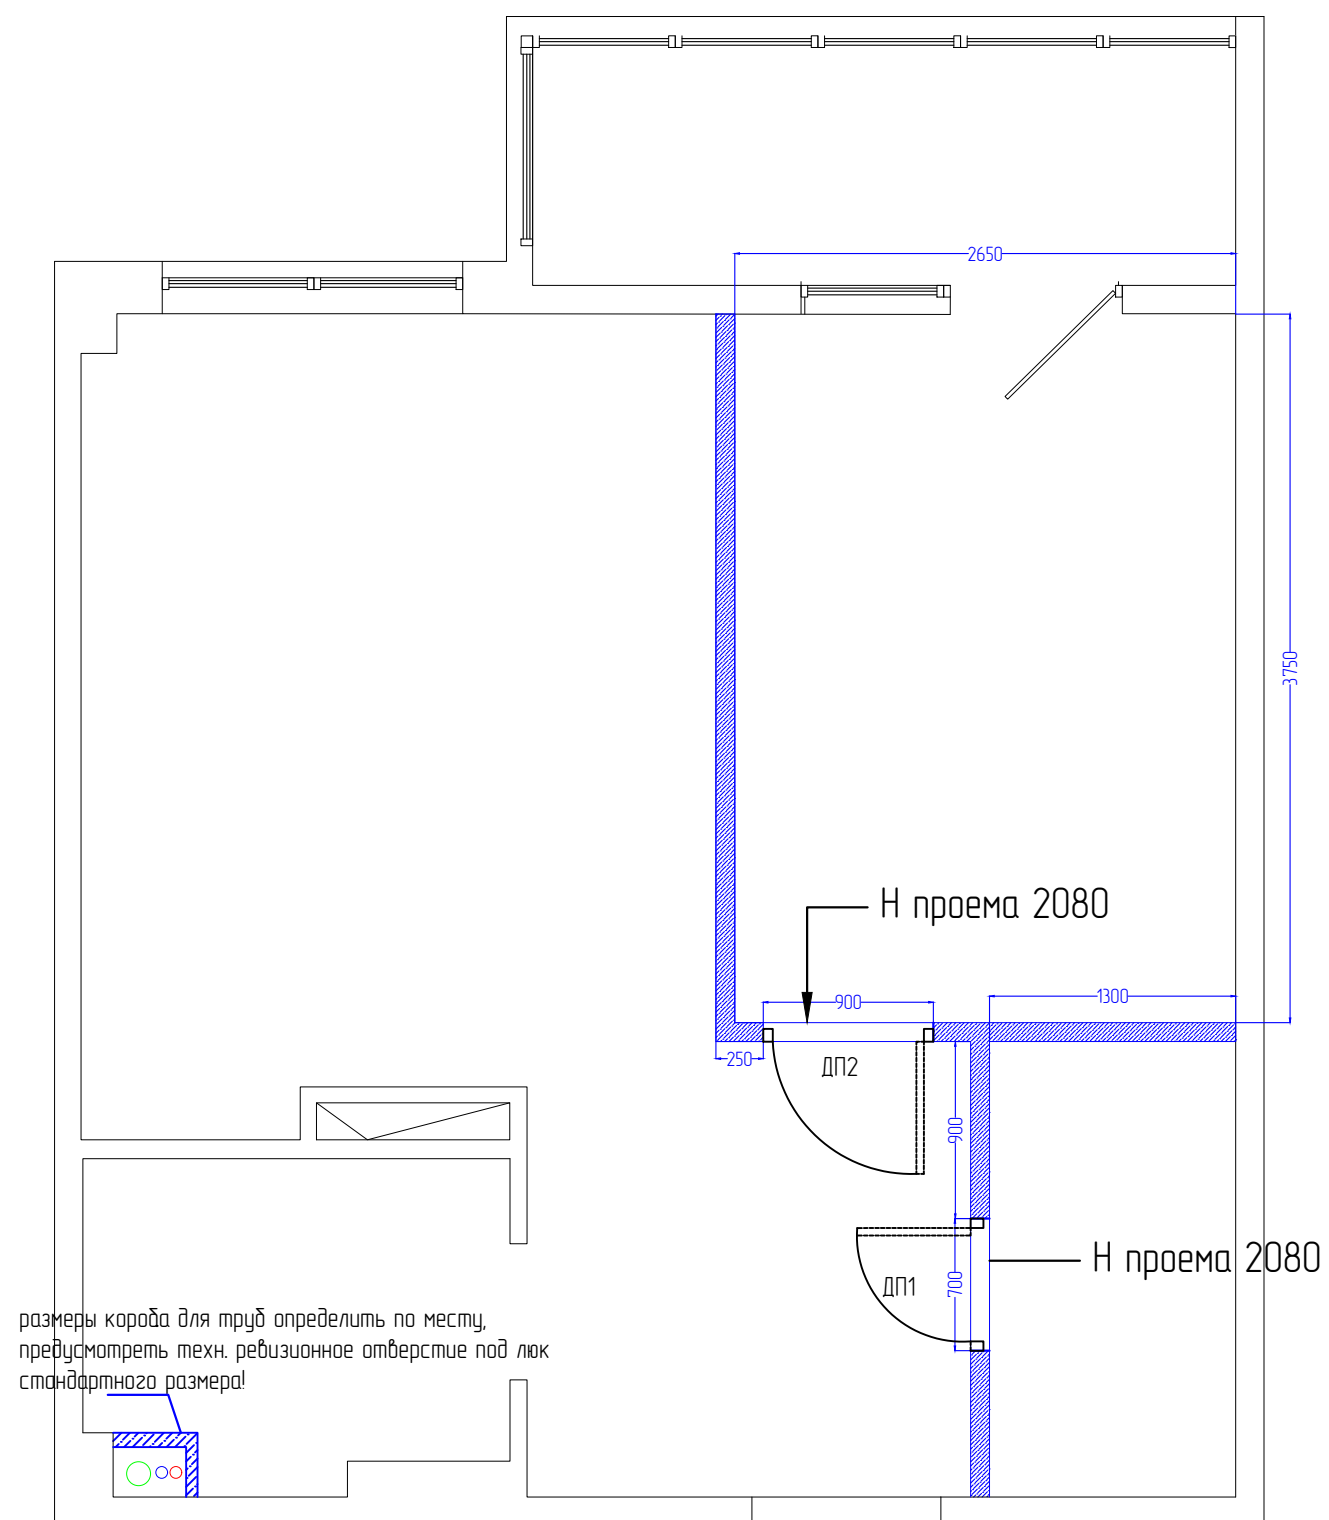 2650
3750
Н проема 2080
900
1300
250
ДП2
900
Н проема 2080
700
ДП1
размеры короба для труб определить по месту,
предусмотреть техн. ревизионное отверстие под люк
стандартного размера!